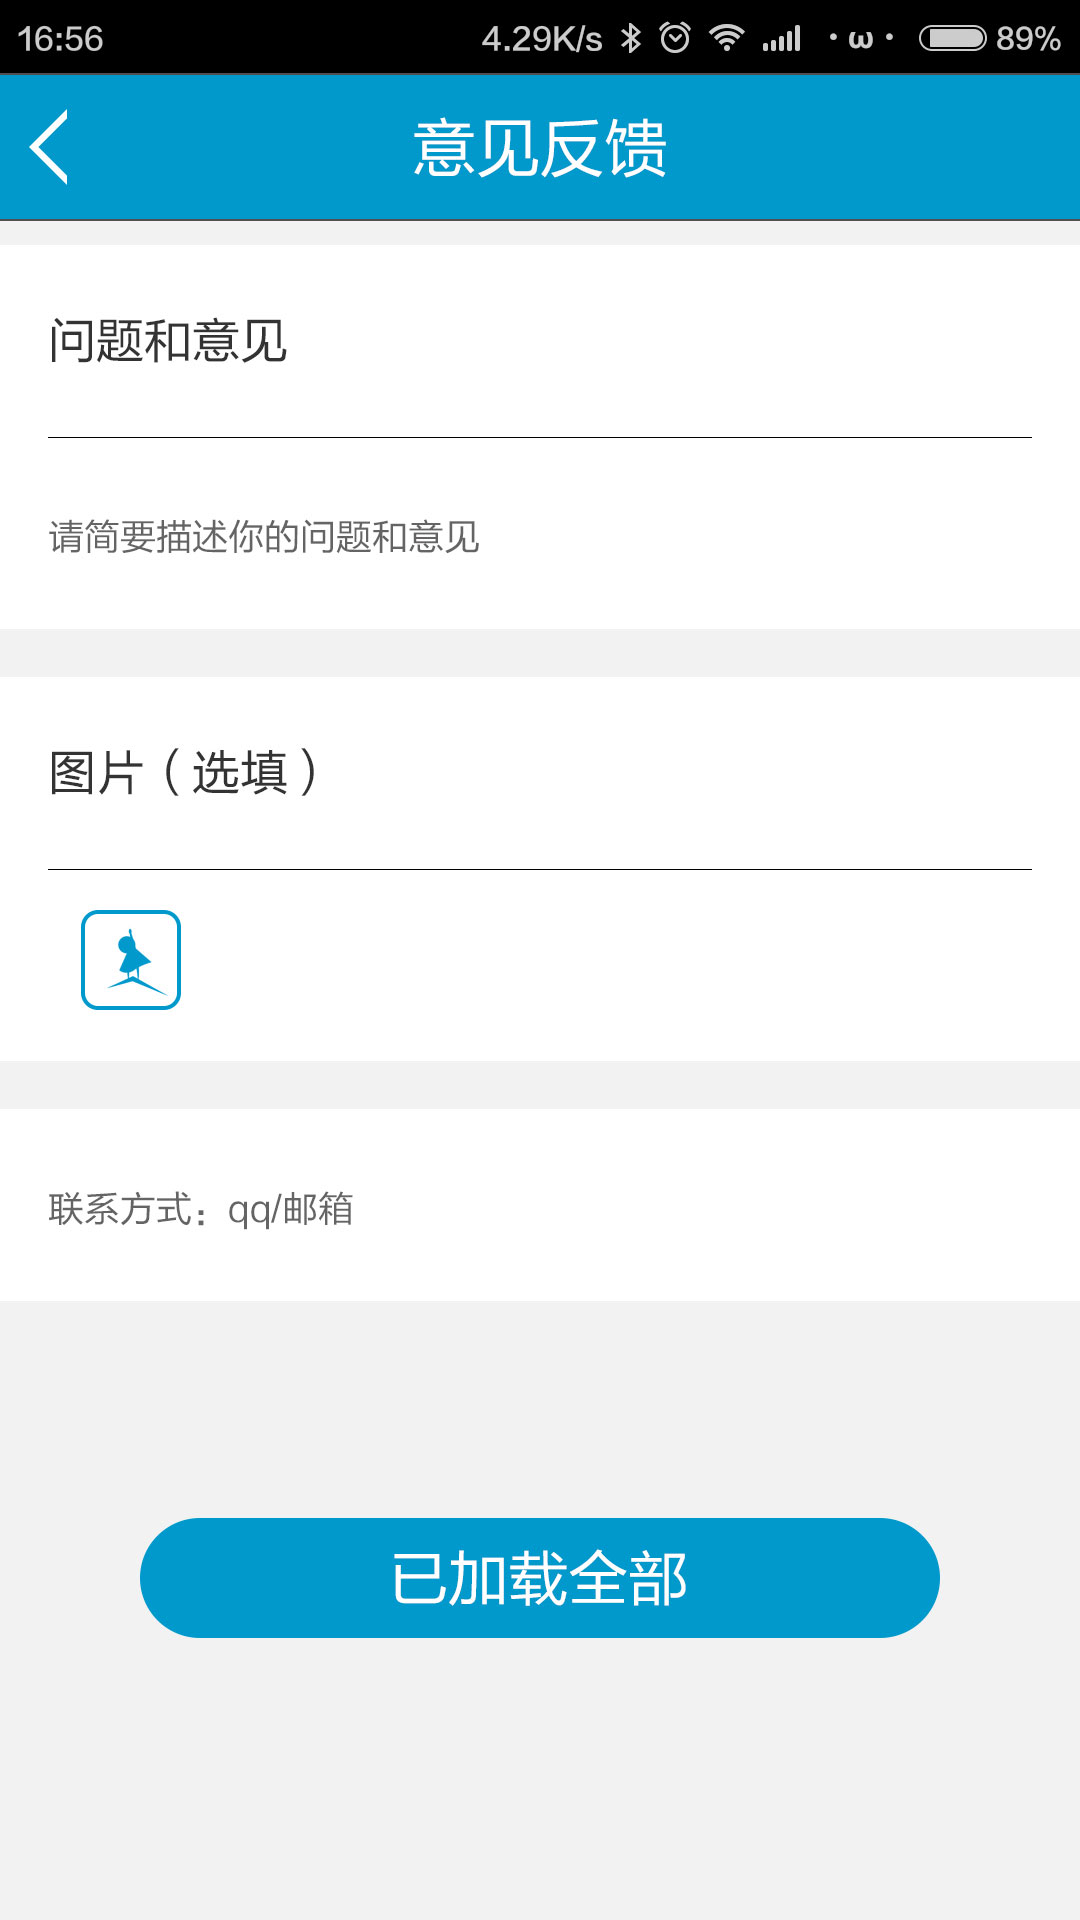 16:56 4.29K/s ·ω· 89%
意见反馈
问题和意见
请简要描述你的问题和意见
图片（选填）
联系方式：qq/邮箱
已加载全部